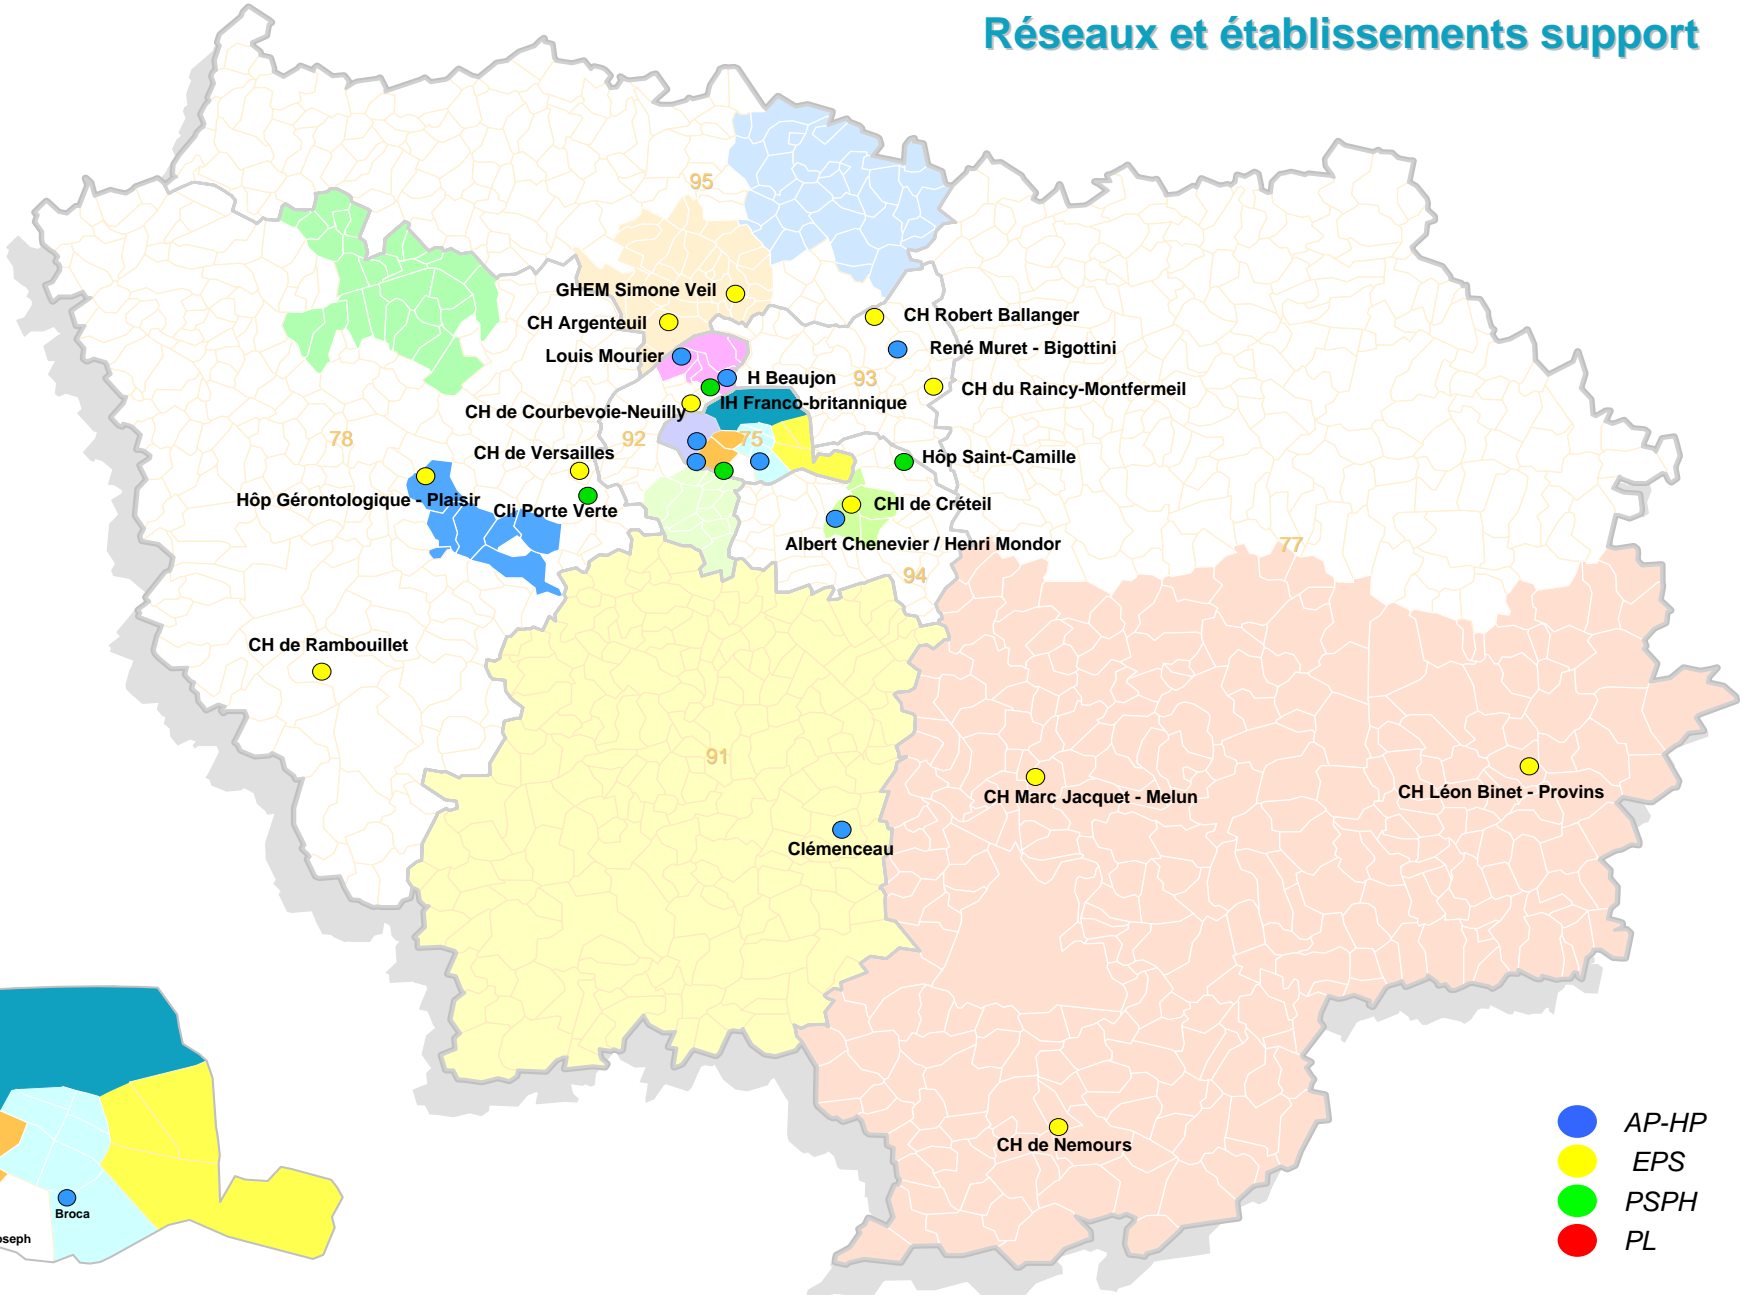 Réseaux et établissements support
95
GHEM Simone Veil
CH Argenteuil
CH Robert Ballanger
Louis Mourier
René Muret - Bigottini
H Beaujon
93
CH du Raincy-Montfermeil
CH de Courbevoie-Neuilly
IH Franco-britannique
78
92
75
CH de Versailles
Hôp Saint-Camille
Hôp Gérontologique - Plaisir
Cli Porte Verte
CHI de Créteil
Albert Chenevier / Henri Mondor
77
94
CH de Rambouillet
91
CH Marc Jacquet - Melun
CH Léon Binet - Provins
Clémenceau
CH de Nemours
AP-HP
EPS
PSPH
PL
Broca
oseph